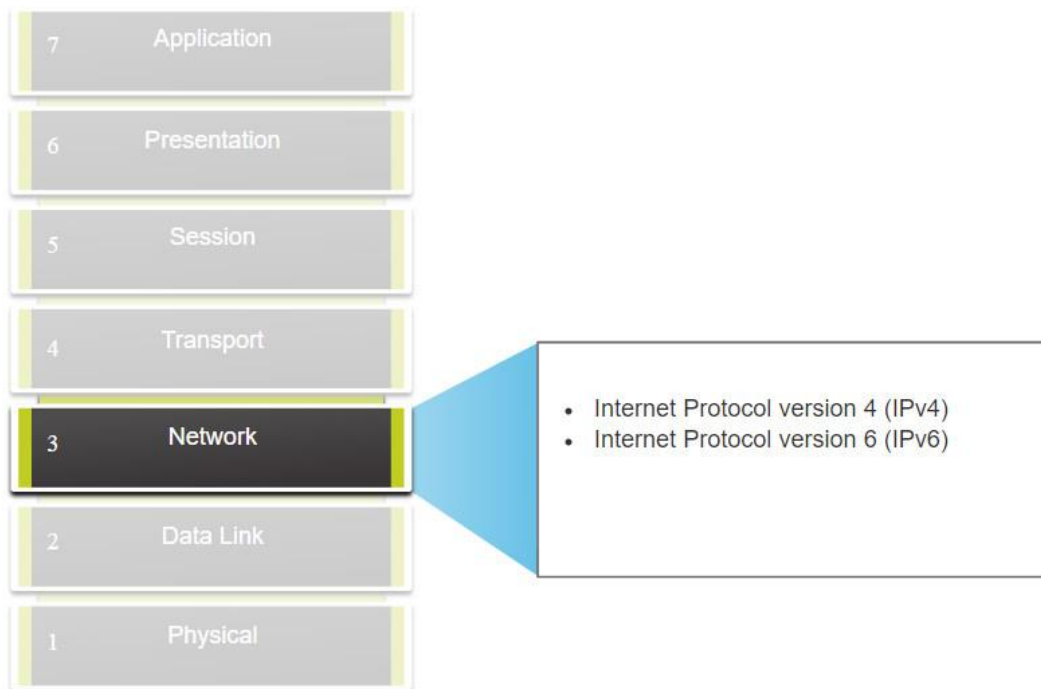 7 Application
6 Presentation
5 Session
4 Transport
3 Network
• Internet Protocol version 4 (IPv4)
• Internet Protocol version 6 (IPv6)
2 Data Link
1 Physical